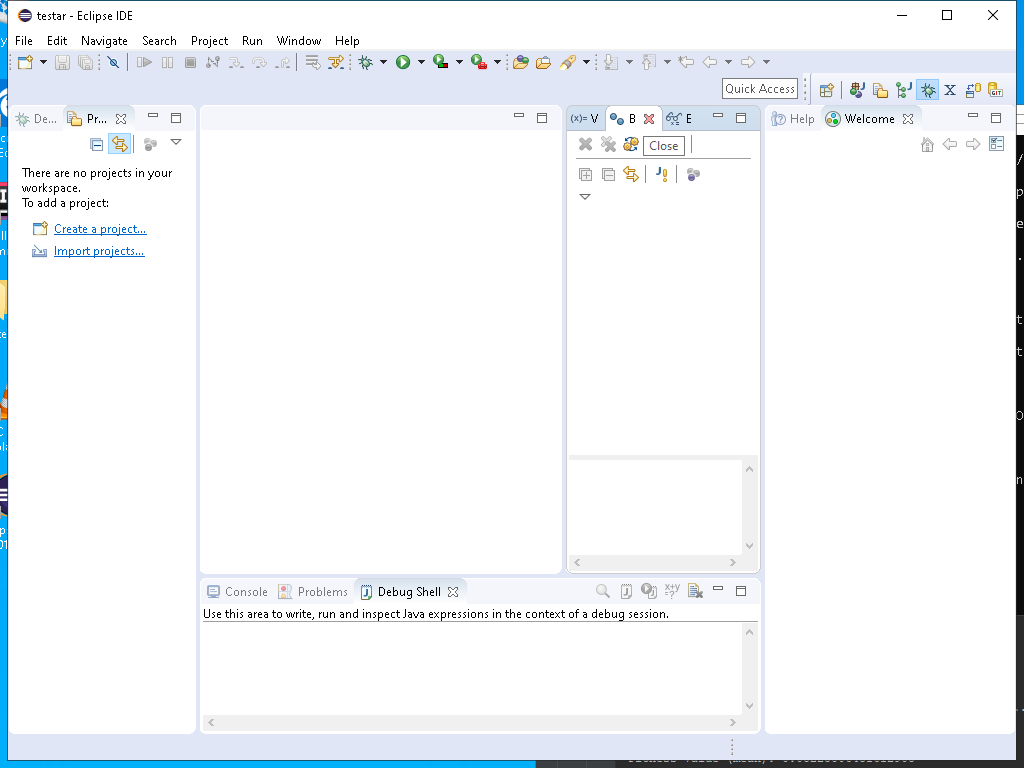 testar - Eclipse IDE
File Edit Navigate Search Project Run Window Help
Quick Access
De... Pr...
(x)= V B E
Help Welcome
Close
There are no projects in your
workspace.
To add a project:
Create a project...
Import projects...
Console Problems Debug Shell
Use this area to write, run and inspect Java expressions in the context of a debug session.